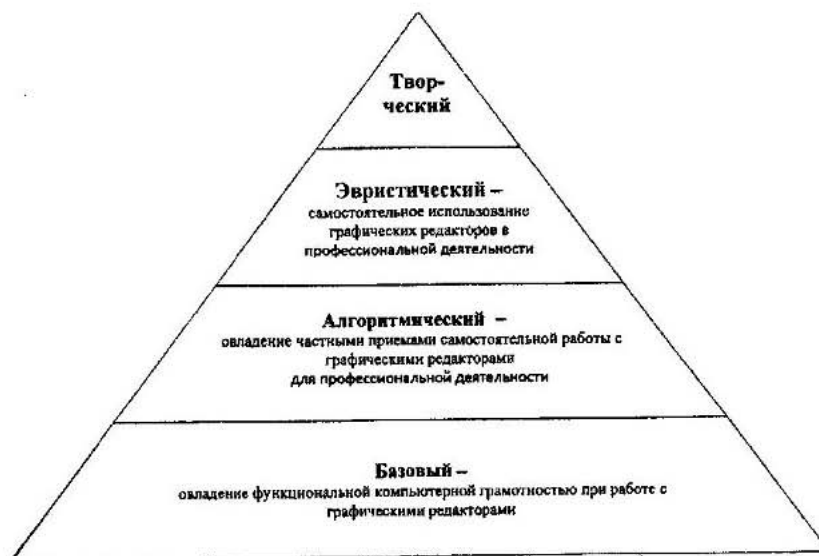 Твор-
ческий
Эвристический –
самостоятельное использование
графических редакторов в
профессиональной деятельности
Алгоритмический –
овладение частными приемами самостоятельной работы с
графическими редакторами
для профессиональной деятельности
Базовый –
овладение функциональной компьютерной грамотностью при работе с
графическими редакторами